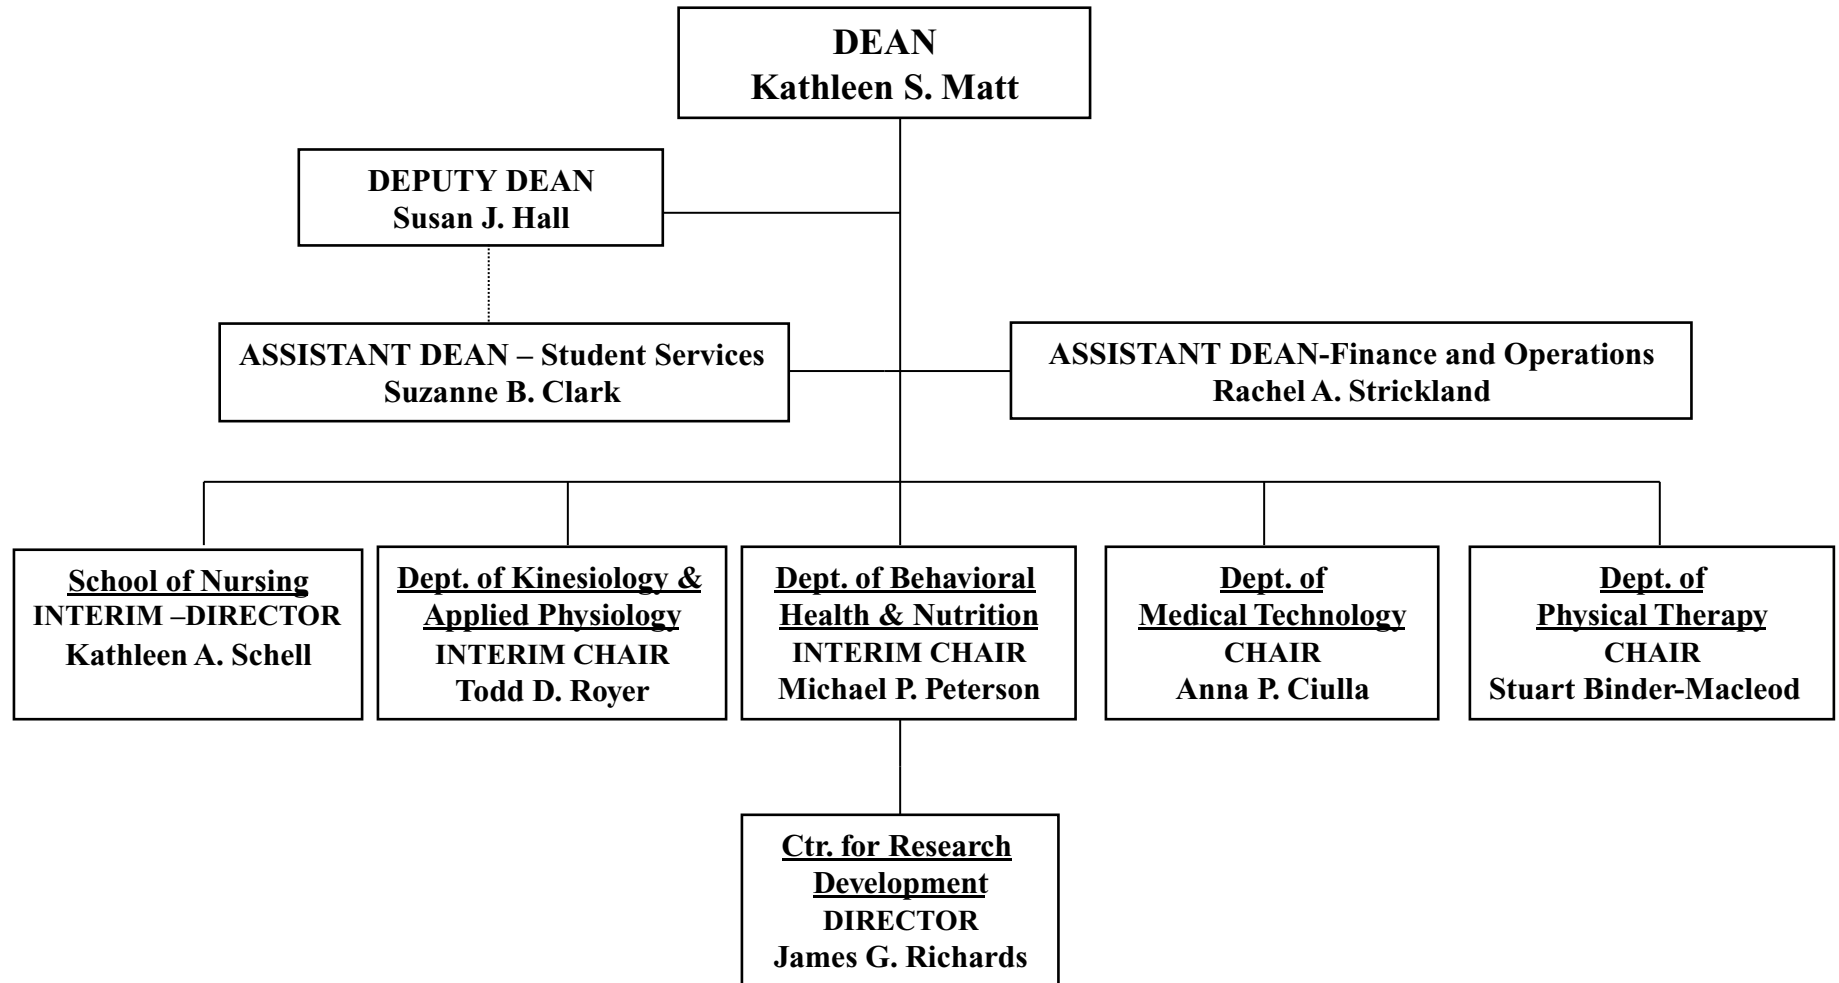 DEAN
Kathleen S. Matt
DEPUTY DEAN
Susan J. Hall
ASSISTANT DEAN – Student Services
Suzanne B. Clark
ASSISTANT DEAN-Finance and Operations
Rachel A. Strickland
School of Nursing
INTERIM –DIRECTOR
Kathleen A. Schell
Dept. of Kinesiology &
Applied Physiology
INTERIM CHAIR
Todd D. Royer
Dept. of Behavioral
Health & Nutrition
INTERIM CHAIR
Michael P. Peterson
Dept. of
Medical Technology
CHAIR
Anna P. Ciulla
Dept. of
Physical Therapy
CHAIR
Stuart Binder-Macleod
Ctr. for Research
Development
DIRECTOR
James G. Richards